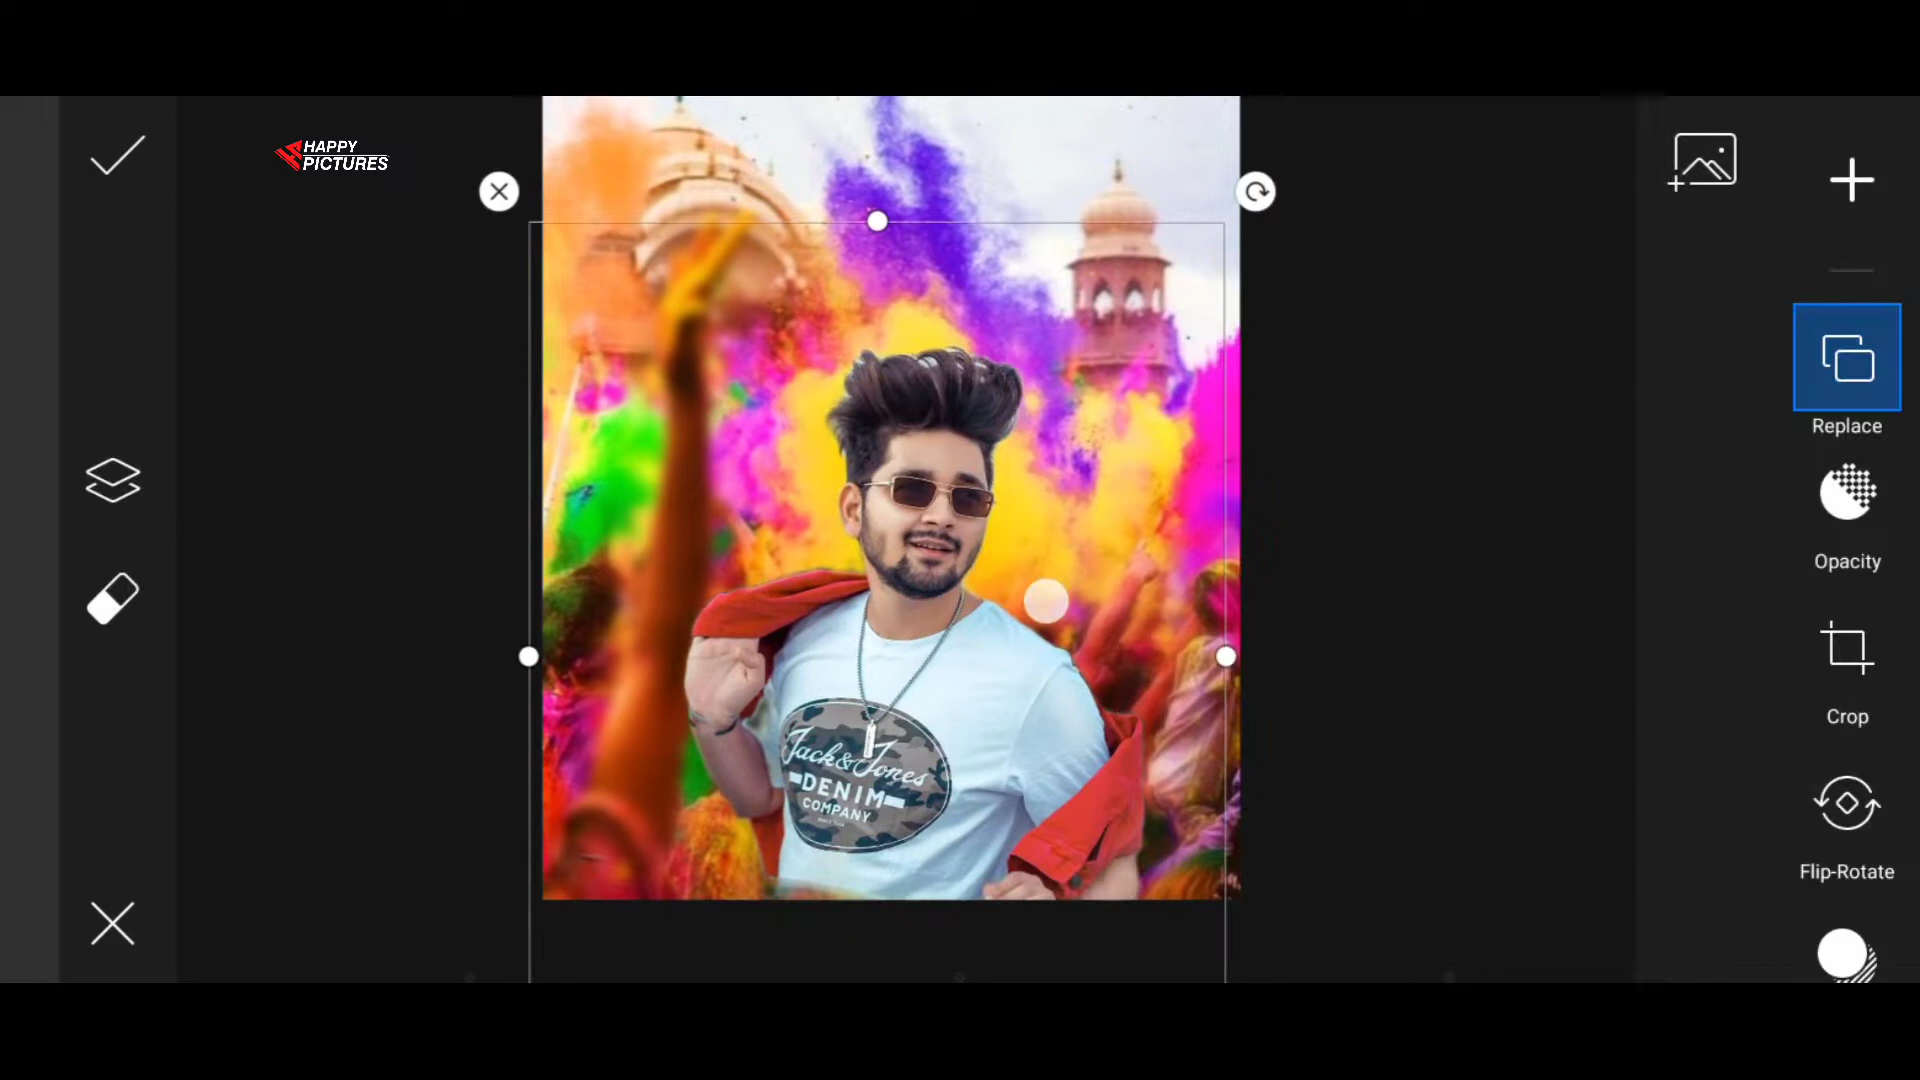 HAPPY
PICTURES
Replace
Opacity
Jack & Jones
DENIM
COMPANY
Crop
Flip-Rotate